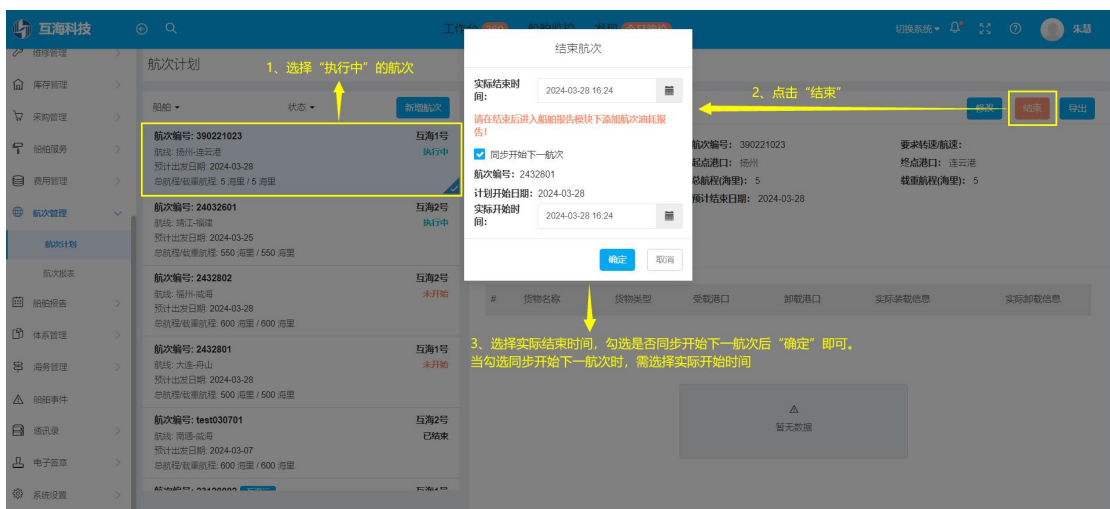 互海科技
工作台 260 船舶监控 发现
切换系统
朱慧
维修管理
库存管理
采购管理
船舶服务
费用管理
航次管理
航次计划
航次报表
船舶报告
体系管理
海务管理
船舶事件
通讯录
电子签章
系统设置
航次计划
1、选择“执行中”的航次
船舶 状态 新增航次
航次编号: 390221023 互海1号
航线: 扬州-连云港 执行中
预计出发日期: 2024-03-28
总航程/载重航程: 5 海里 / 5 海里
航次编号: 24032601 互海2号
航线: 靖江-福建 执行中
预计出发日期: 2024-03-25
总航程/载重航程: 550 海里 / 550 海里
航次编号: 2432802 互海2号
航线: 福州-威海 未开始
预计出发日期: 2024-03-28
总航程/载重航程: 600 海里 / 600 海里
航次编号: 2432801 互海1号
航线: 大连-舟山 未开始
预计出发日期: 2024-03-28
总航程/载重航程: 500 海里 / 500 海里
航次编号: test030701 互海2号
航线: 南通-威海 已结束
预计出发日期: 2024-03-07
总航程/载重航程: 600 海里 / 600 海里
结束航次
实际结束时间: 2024-03-28 16:24
请在结束后进入船舶报告模块下添加航次油耗报告!
同步开始下一航次
航次编号: 2432801
计划开始日期: 2024-03-28
实际开始时间: 2024-03-28 16:24
确定 取消
2、点击“结束”
修改 结束 导出
航次编号: 390221023 要求转速/航速:
起点港口: 扬州 终点港口: 连云港
总航程(海里): 5 载重航程(海里): 5
预计结束日期: 2024-03-28
# 货物名称 货物类型 受载港口 卸载港口 实际装载信息 实际卸载信息
3、选择实际结束时间，勾选是否同步开始下一航次后“确定”即可。
当勾选同步开始下一航次时，需选择实际开始时间
暂无数据